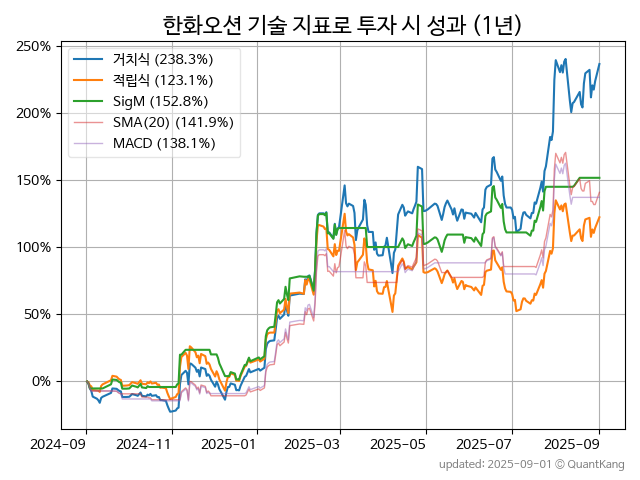 한화오션 기술 지표로 투자 시 성과 (1년)
250%
200%
150%
100%
50%
0%
거치식 (238.3%)
적립식 (123.1%)
SigM (152.8%)
SMA(20) (141.9%)
MACD (138.1%)
2024-09
2024-11
2025-01
2025-03
2025-05
2025-07
2025-09
updated: 2025-09-01 © QuantKang